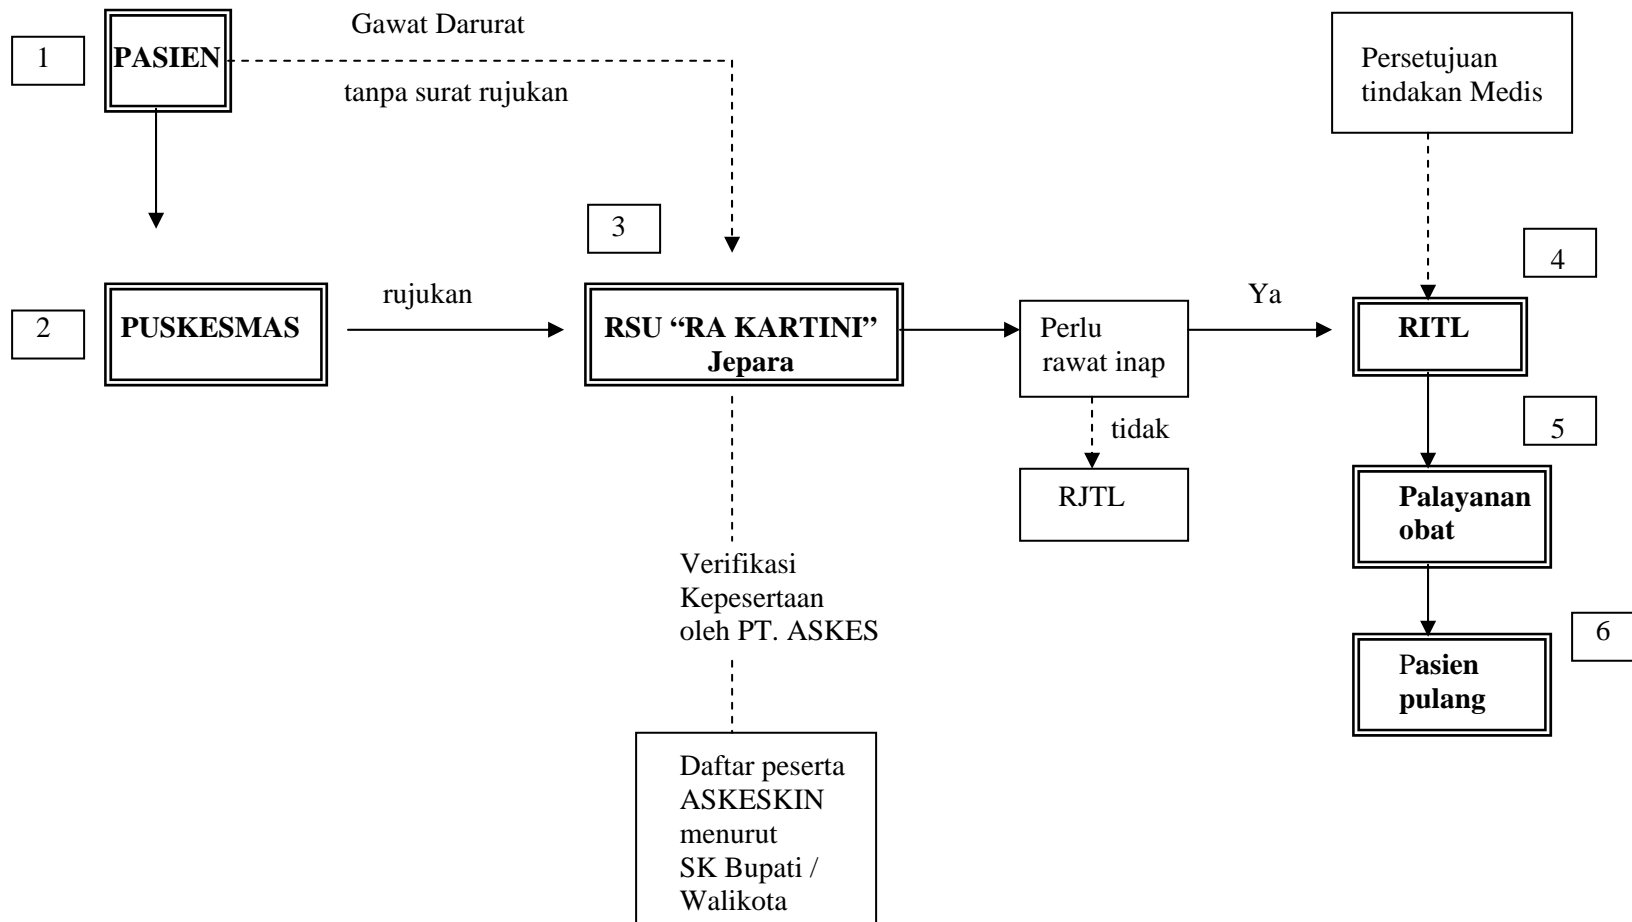 Gawat Darurat
1
PASIEN
tanpa surat rujukan
Persetujuan
tindakan Medis
3
4
2
PUSKESMAS
rujukan
RSU “RA KARTINI”
Jepara
Perlu
rawat inap
Ya
RITL
tidak
5
RJTL
Palayanan
obat
Verifikasi
Kepesertaan
oleh PT. ASKES
6
Pasien
pulang
Daftar peserta
ASKESKIN
menurut
SK Bupati /
Walikota